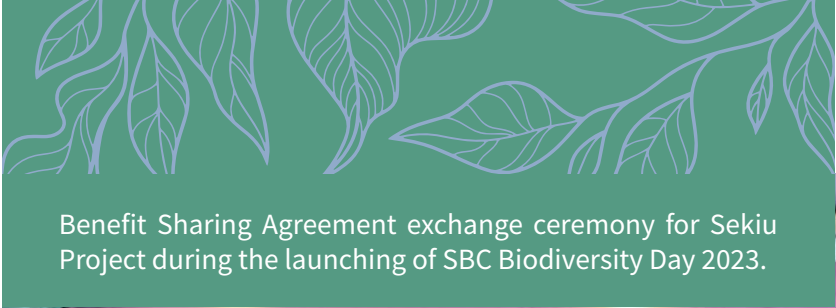 Benefit Sharing Agreement exchange ceremony for Sekiu
Project during the launching of SBC Biodiversity Day 2023.